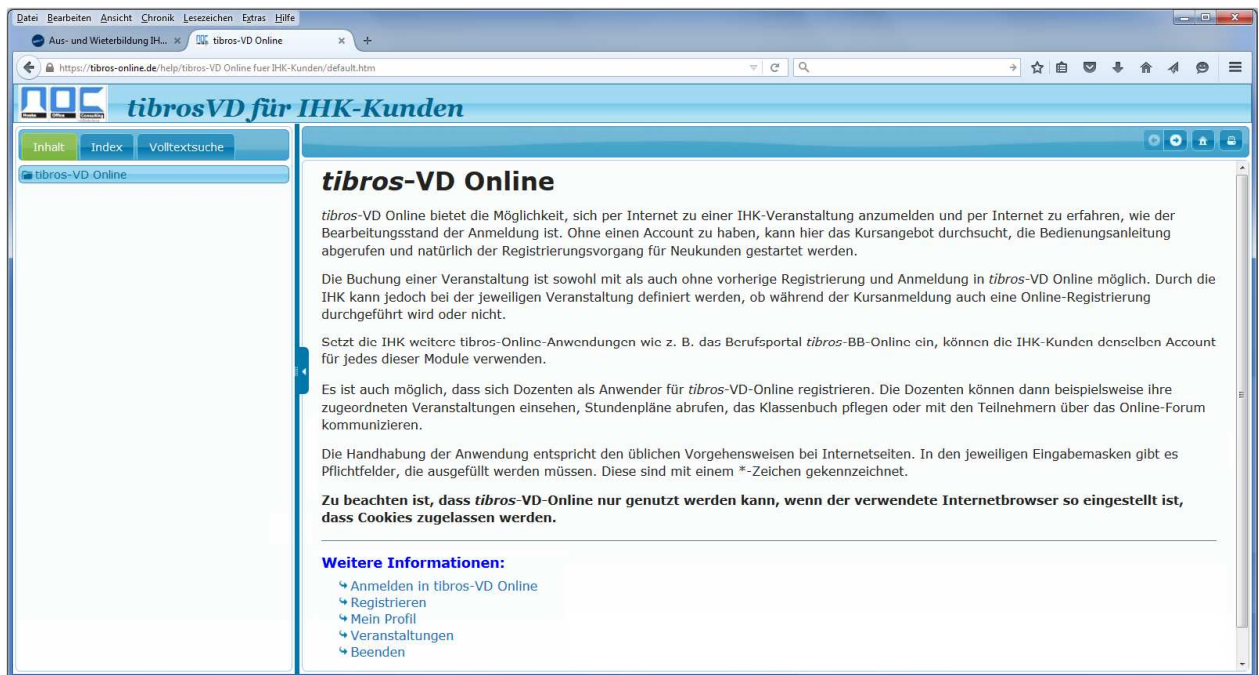 Datei Bearbeiten Ansicht Chronik Lesezeichen Extras Hilfe
Aus- und Wieterbildung IH... × tibros-VD Online × +
https://tibros-online.de/help/tibros-VD Online fuer IHK-Kunden/default.htm
tibrosVD für IHK-Kunden
Inhalt Index Volltextsuche
tibros-VD Online
tibros-VD Online
tibros-VD Online bietet die Möglichkeit, sich per Internet zu einer IHK-Veranstaltung anzumelden und per Internet zu erfahren, wie der
Bearbeitungsstand der Anmeldung ist. Ohne einen Account zu haben, kann hier das Kursangebot durchsucht, die Bedienungsanleitung
abgerufen und natürlich der Registrierungsvorgang für Neukunden gestartet werden.
Die Buchung einer Veranstaltung ist sowohl mit als auch ohne vorherige Registrierung und Anmeldung in tibros-VD Online möglich. Durch die
IHK kann jedoch bei der jeweiligen Veranstaltung definiert werden, ob während der Kursanmeldung auch eine Online-Registrierung
durchgeführt wird oder nicht.
Setzt die IHK weitere tibros-Online-Anwendungen wie z. B. das Berufsportal tibros-BB-Online ein, können die IHK-Kunden denselben Account
für jedes dieser Module verwenden.
Es ist auch möglich, dass sich Dozenten als Anwender für tibros-VD-Online registrieren. Die Dozenten können dann beispielsweise ihre
zugeordneten Veranstaltungen einsehen, Stundenpläne abrufen, das Klassenbuch pflegen oder mit den Teilnehmern über das Online-Forum
kommunizieren.
Die Handhabung der Anwendung entspricht den üblichen Vorgehensweisen bei Internetseiten. In den jeweiligen Eingabemasken gibt es
Pflichtfelder, die ausgefüllt werden müssen. Diese sind mit einem *-Zeichen gekennzeichnet.
Zu beachten ist, dass tibros-VD-Online nur genutzt werden kann, wenn der verwendete Internetbrowser so eingestellt ist,
dass Cookies zugelassen werden.
Weitere Informationen:
Anmelden in tibros-VD Online
Registrieren
Mein Profil
Veranstaltungen
Beenden